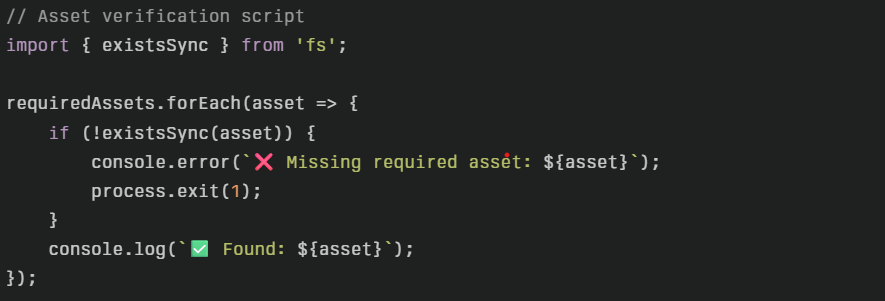 // Asset verification script
import { existsSync } from 'fs';

requiredAssets.forEach(asset => {
    if (!existsSync(asset)) {
        console.error(`❌ Missing required asset: ${asset}`);
        process.exit(1);
    }
    console.log(`✅ Found: ${asset}`);
});